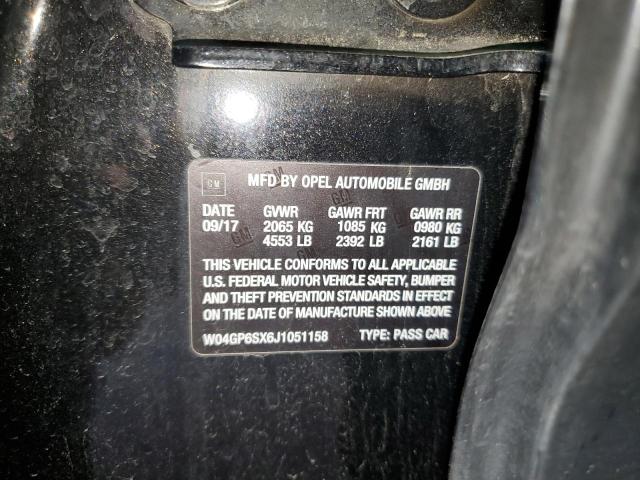 GM MFD BY OPEL AUTOMOBILE GMBH
DATE GVWR GAWR FRT GAWR RR
09/17 2065 KG 1085 KG 0980 KG
4553 LB 2392 LB 2161 LB
THIS VEHICLE CONFORMS TO ALL APPLICABLE
U.S. FEDERAL MOTOR VEHICLE SAFETY, BUMPER
AND THEFT PREVENTION STANDARDS IN EFFECT
ON THE DATE OF MANUFACTURE SHOWN ABOVE
W04GP6SX6J1051158 TYPE: PASS CAR